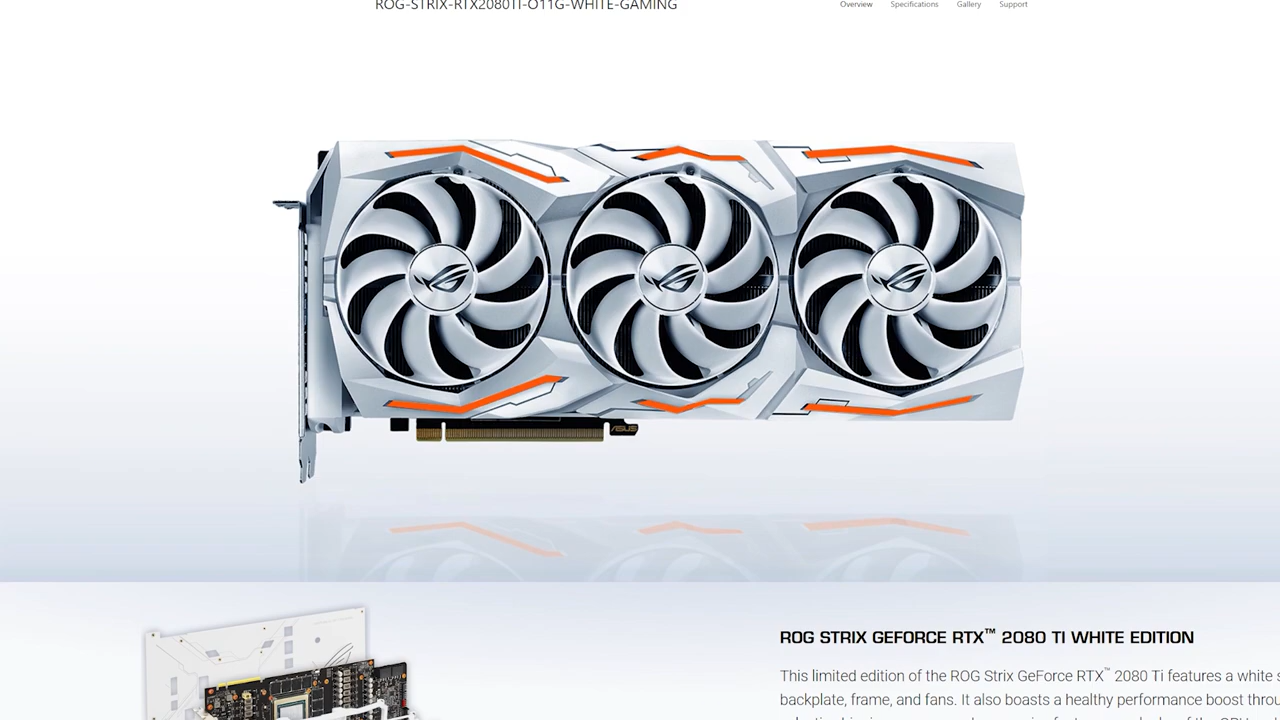 ROG-STRIX-RTX2080TI-O11G-WHITE-GAMING
Overview Specifications Gallery Support
ASUS
ROG STRIX GEFORCE RTX™ 2080 TI WHITE EDITION
This limited edition of the ROG Strix GeForce RTX™ 2080 Ti features a white
backplate, frame, and fans. It also boasts a healthy performance boost